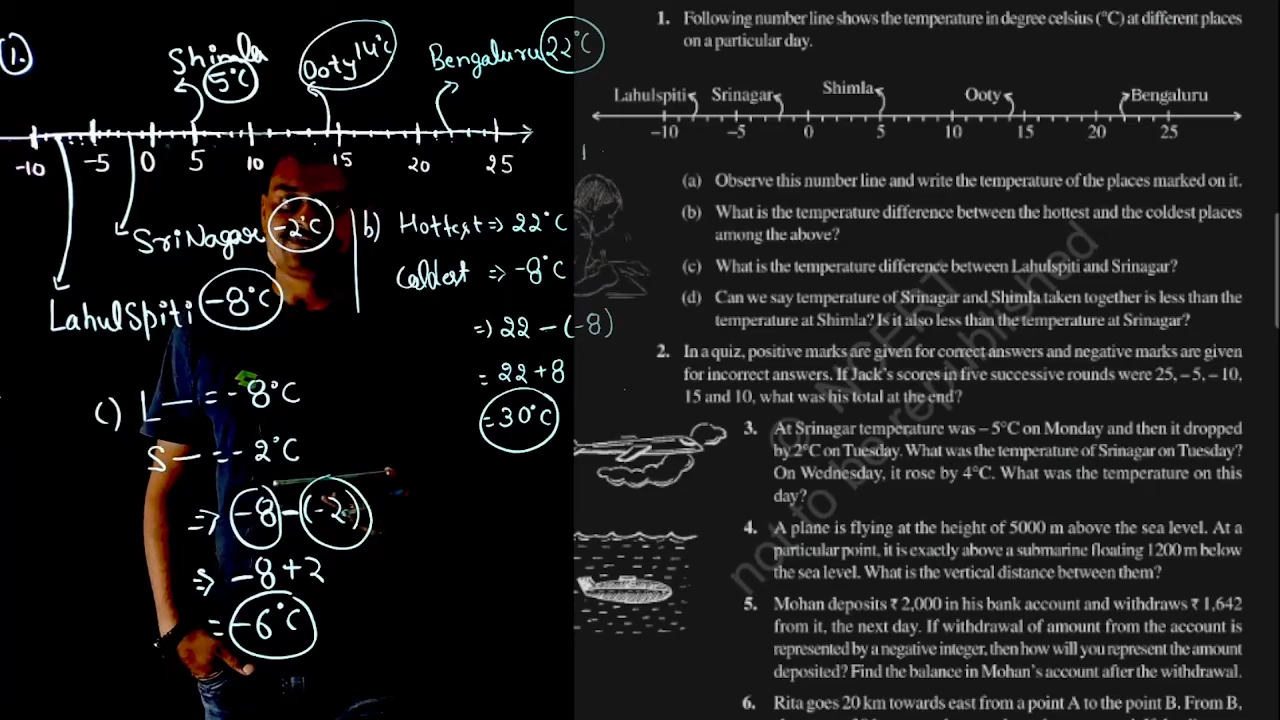 1.
Shimla
5°C
Ooty 14°C
Bengaluru 22°C
-10 -5 0 5 10 15 20 25
SriNagar -2°C
LahulSpiti -8°C
b) Hottest => 22°C
Coldest => -8°C
=> 22 - (-8)
= 22 + 8
= 30°C
c) L — = -8°C
S — = - 2°C
=> -8 - (-2)
=> -8 + 2
= -6°C
1. Following number line shows the temperature in degree celsius (°C) at different places
on a particular day.
Lahulspiti Srinagar Shimla Ooty Bengaluru
–10 –5 0 5 10 15 20 25
(a) Observe this number line and write the temperature of the places marked on it.
(b) What is the temperature difference between the hottest and the coldest places
among the above?
(c) What is the temperature difference between Lahulspiti and Srinagar?
(d) Can we say temperature of Srinagar and Shimla taken together is less than the
temperature at Shimla? Is it also less than the temperature at Srinagar?
2. In a quiz, positive marks are given for correct answers and negative marks are given
for incorrect answers. If Jack's scores in five successive rounds were 25, – 5, – 10,
15 and 10, what was his total at the end?
3. At Srinagar temperature was – 5°C on Monday and then it dropped
by 2°C on Tuesday. What was the temperature of Srinagar on Tuesday?
On Wednesday, it rose by 4°C. What was the temperature on this
day?
4. A plane is flying at the height of 5000 m above the sea level. At a
particular point, it is exactly above a submarine floating 1200 m below
the sea level. What is the vertical distance between them?
5. Mohan deposits ₹ 2,000 in his bank account and withdraws ₹ 1,642
from it, the next day. If withdrawal of amount from the account is
represented by a negative integer, then how will you represent the amount
deposited? Find the balance in Mohan's account after the withdrawal.
6. Rita goes 20 km towards east from a point A to the point B. From B,
© NCERT
not to be republished